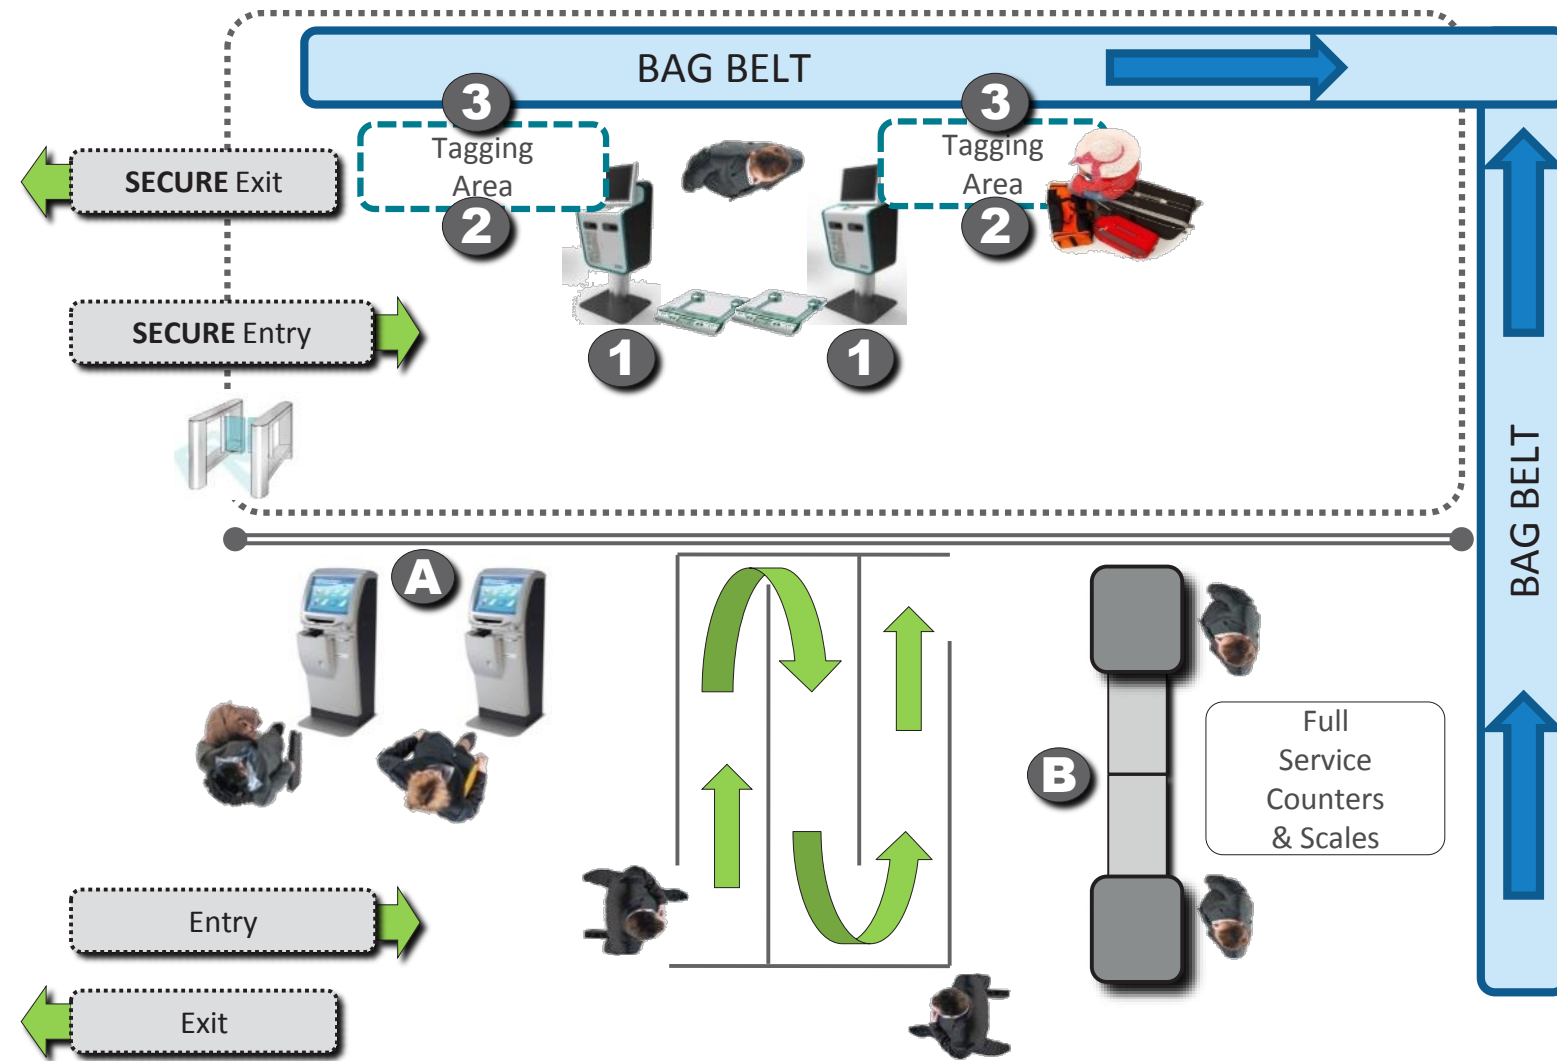 BAG BELT
3
3
Tagging
Area
Tagging
Area
2
2
SECURE Exit
SECURE Entry
1
1
BAG BELT
A
B
Full
Service
Counters
& Scales
Entry
Exit